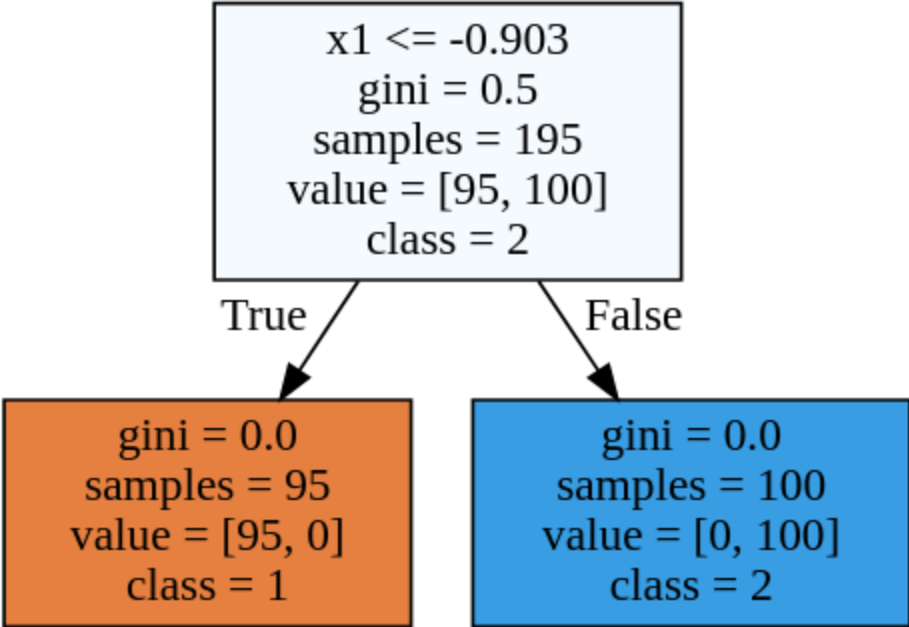 x1 <= -0.903
gini = 0.5
samples = 195
value = [95, 100]
class = 2
True
False
gini = 0.0
samples = 95
value = [95, 0]
class = 1
gini = 0.0
samples = 100
value = [0, 100]
class = 2